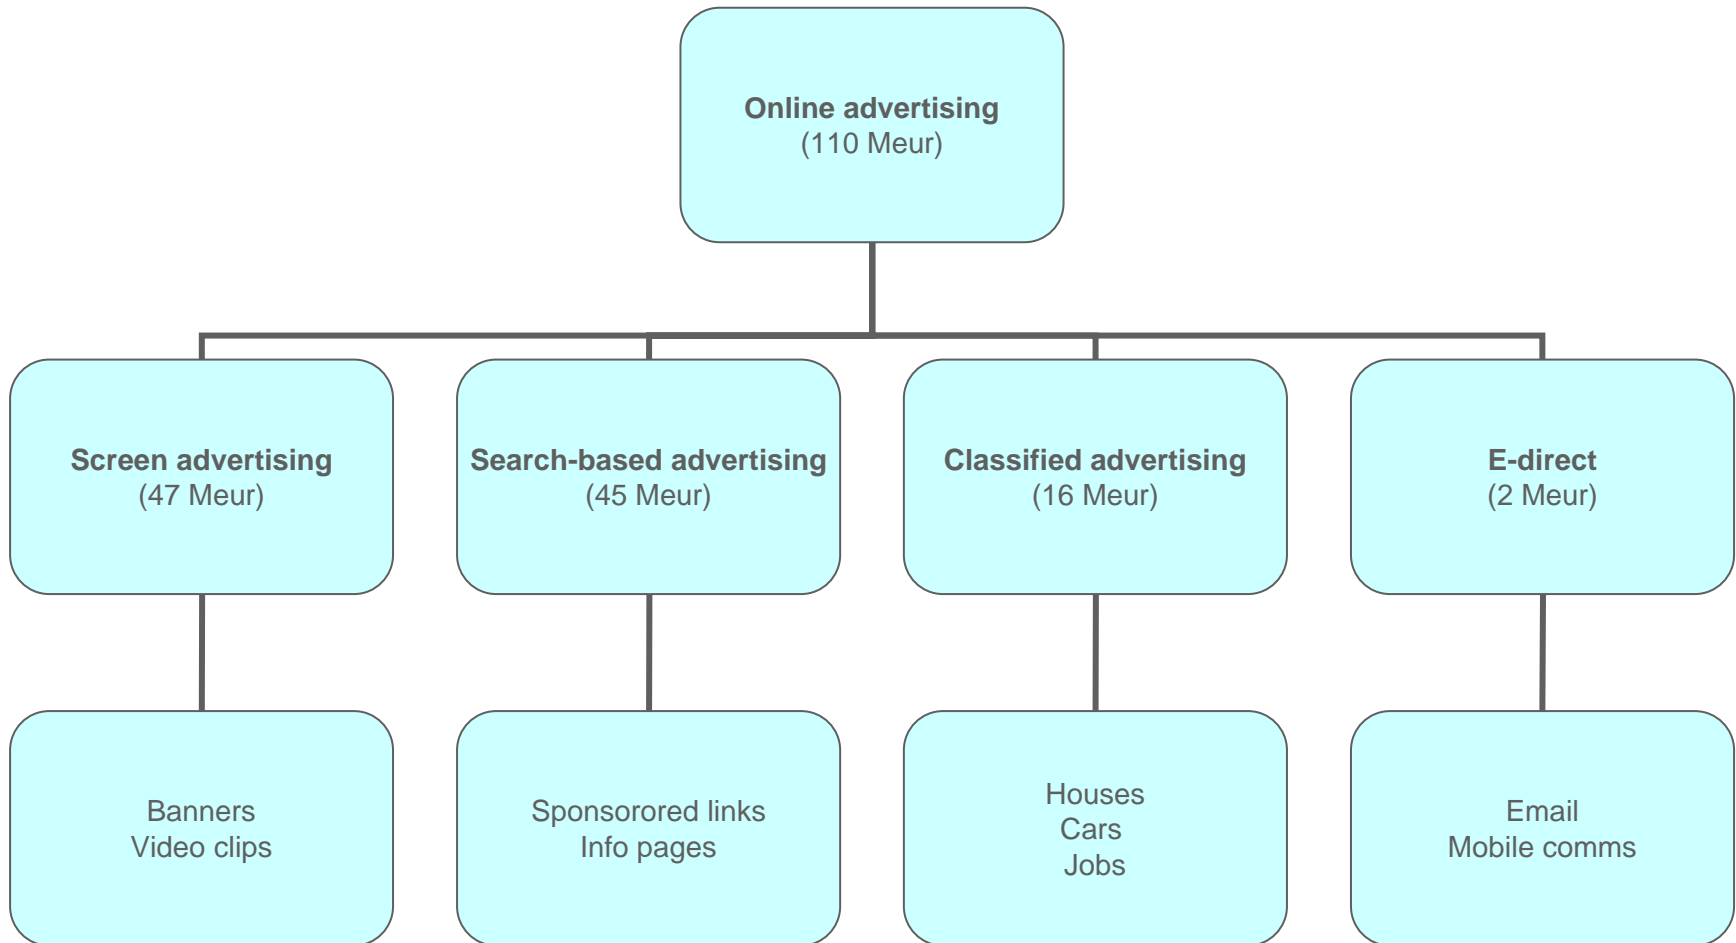 Online advertising
(110 Meur)
Screen advertising
(47 Meur)
Search-based advertising
(45 Meur)
Classified advertising
(16 Meur)
E-direct
(2 Meur)
Banners
Video clips
Sponsorored links
Info pages
Houses
Cars
Jobs
Email
Mobile comms